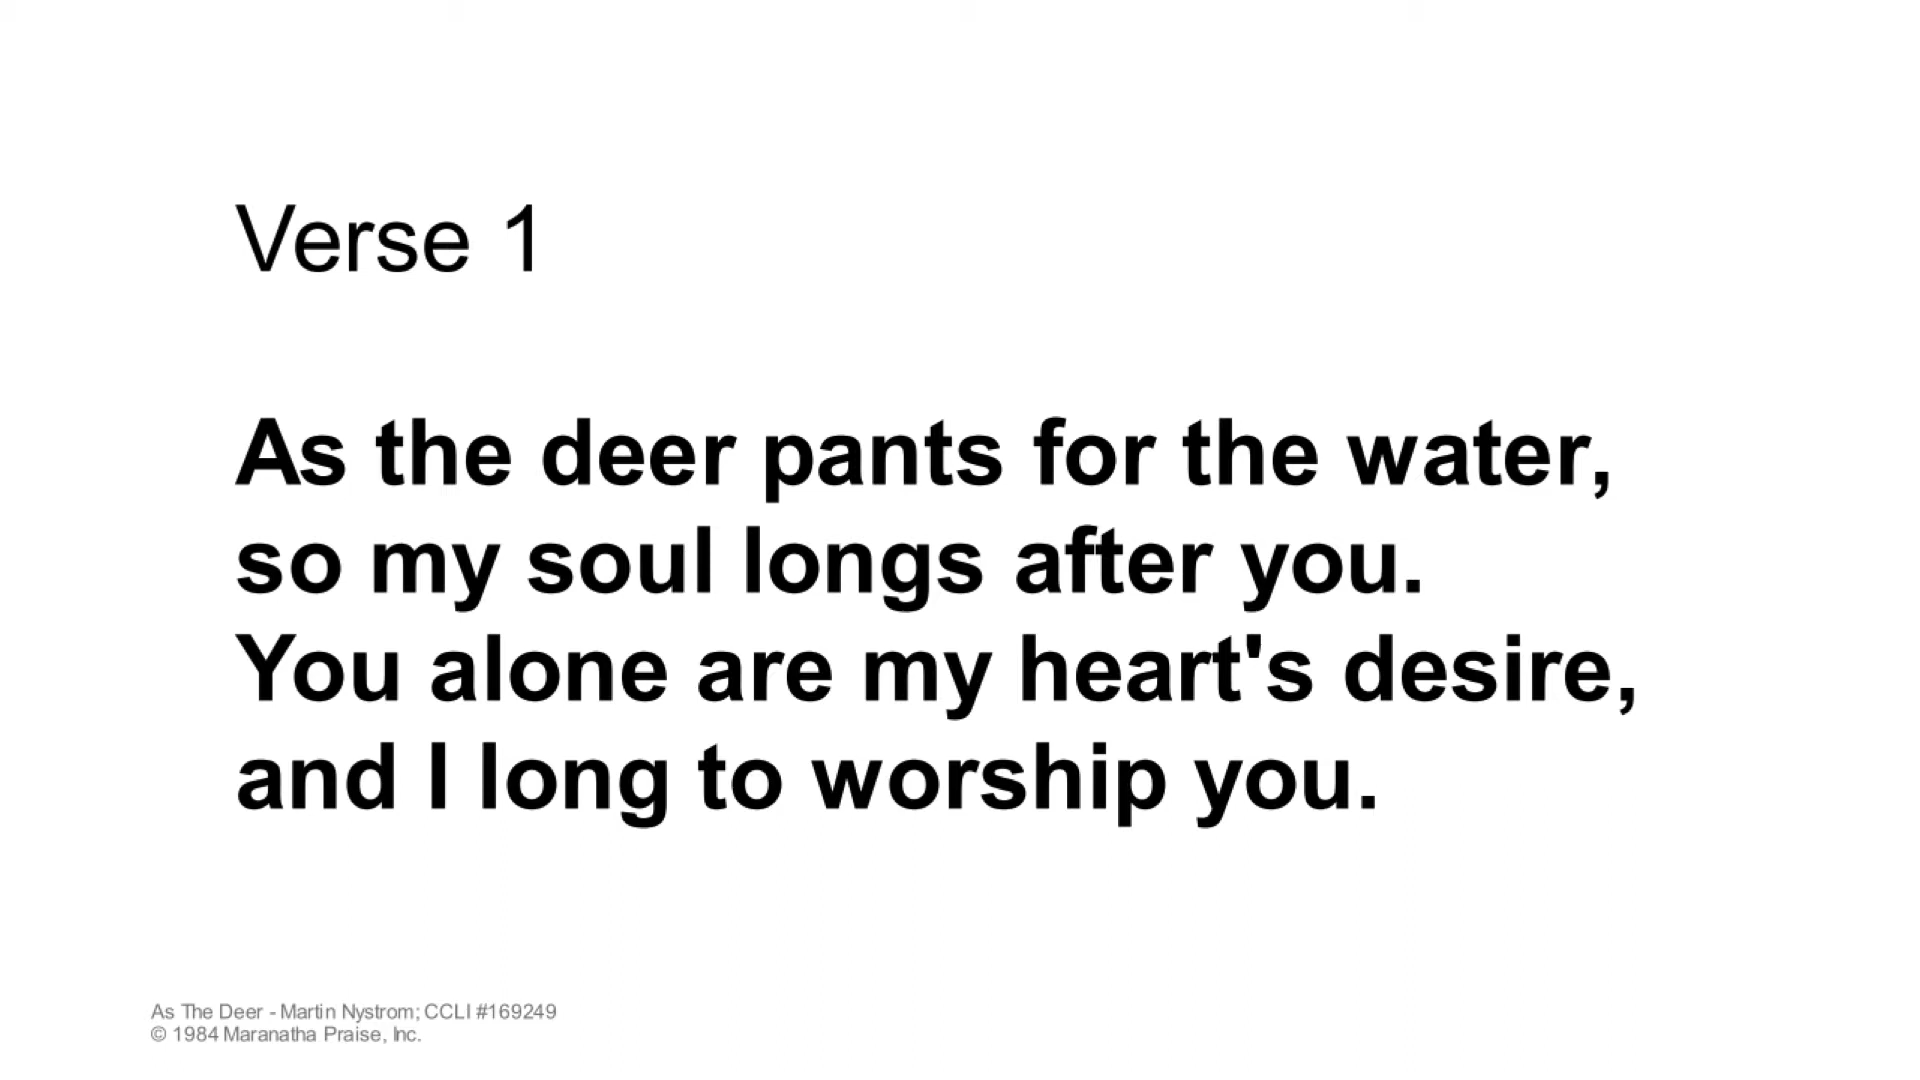 Verse 1
As the deer pants for the water,
so my soul longs after you.
You alone are my heart's desire,
and I long to worship you.
As The Deer - Martin Nystrom; CCLI #169249
© 1984 Maranatha Praise, Inc.